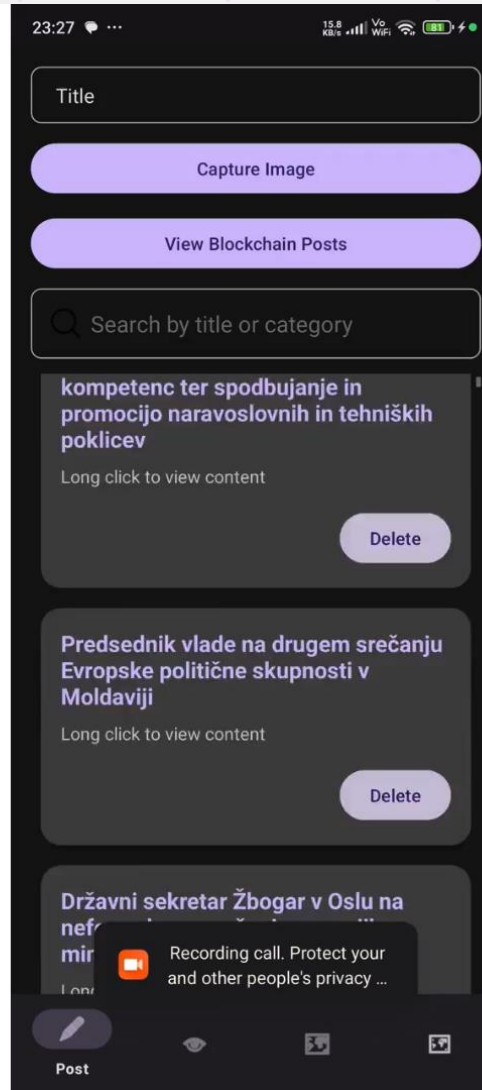 23:27 ...
15.8 KB/s Vo WiFi 81
Title
Capture Image
View Blockchain Posts
Search by title or category
kompetenc ter spodbujanje in
promocijo naravoslovnih in tehniških
poklicev
Long click to view content
Delete
Predsednik vlade na drugem srečanju
Evropske politične skupnosti v
Moldaviji
Long click to view content
Delete
Državni sekretar Žbogar v Oslu na
Recording call. Protect your
and other people's privacy ...
Post